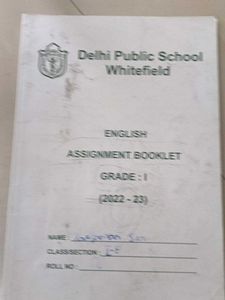 Delhi Public School
Whitefield
ENGLISH
ASSIGNMENT BOOKLET
GRADE : I
(2022 - 23)
NAME :
CLASS/SECTION :
ROLL NO :